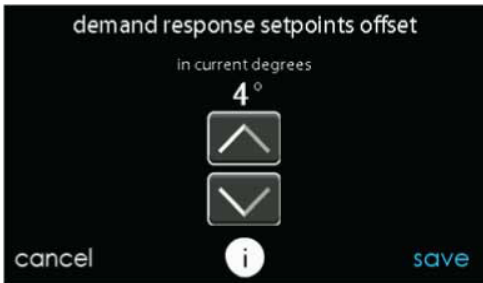 demand response setpoints offset
in current degrees
4°
cancel
i
save